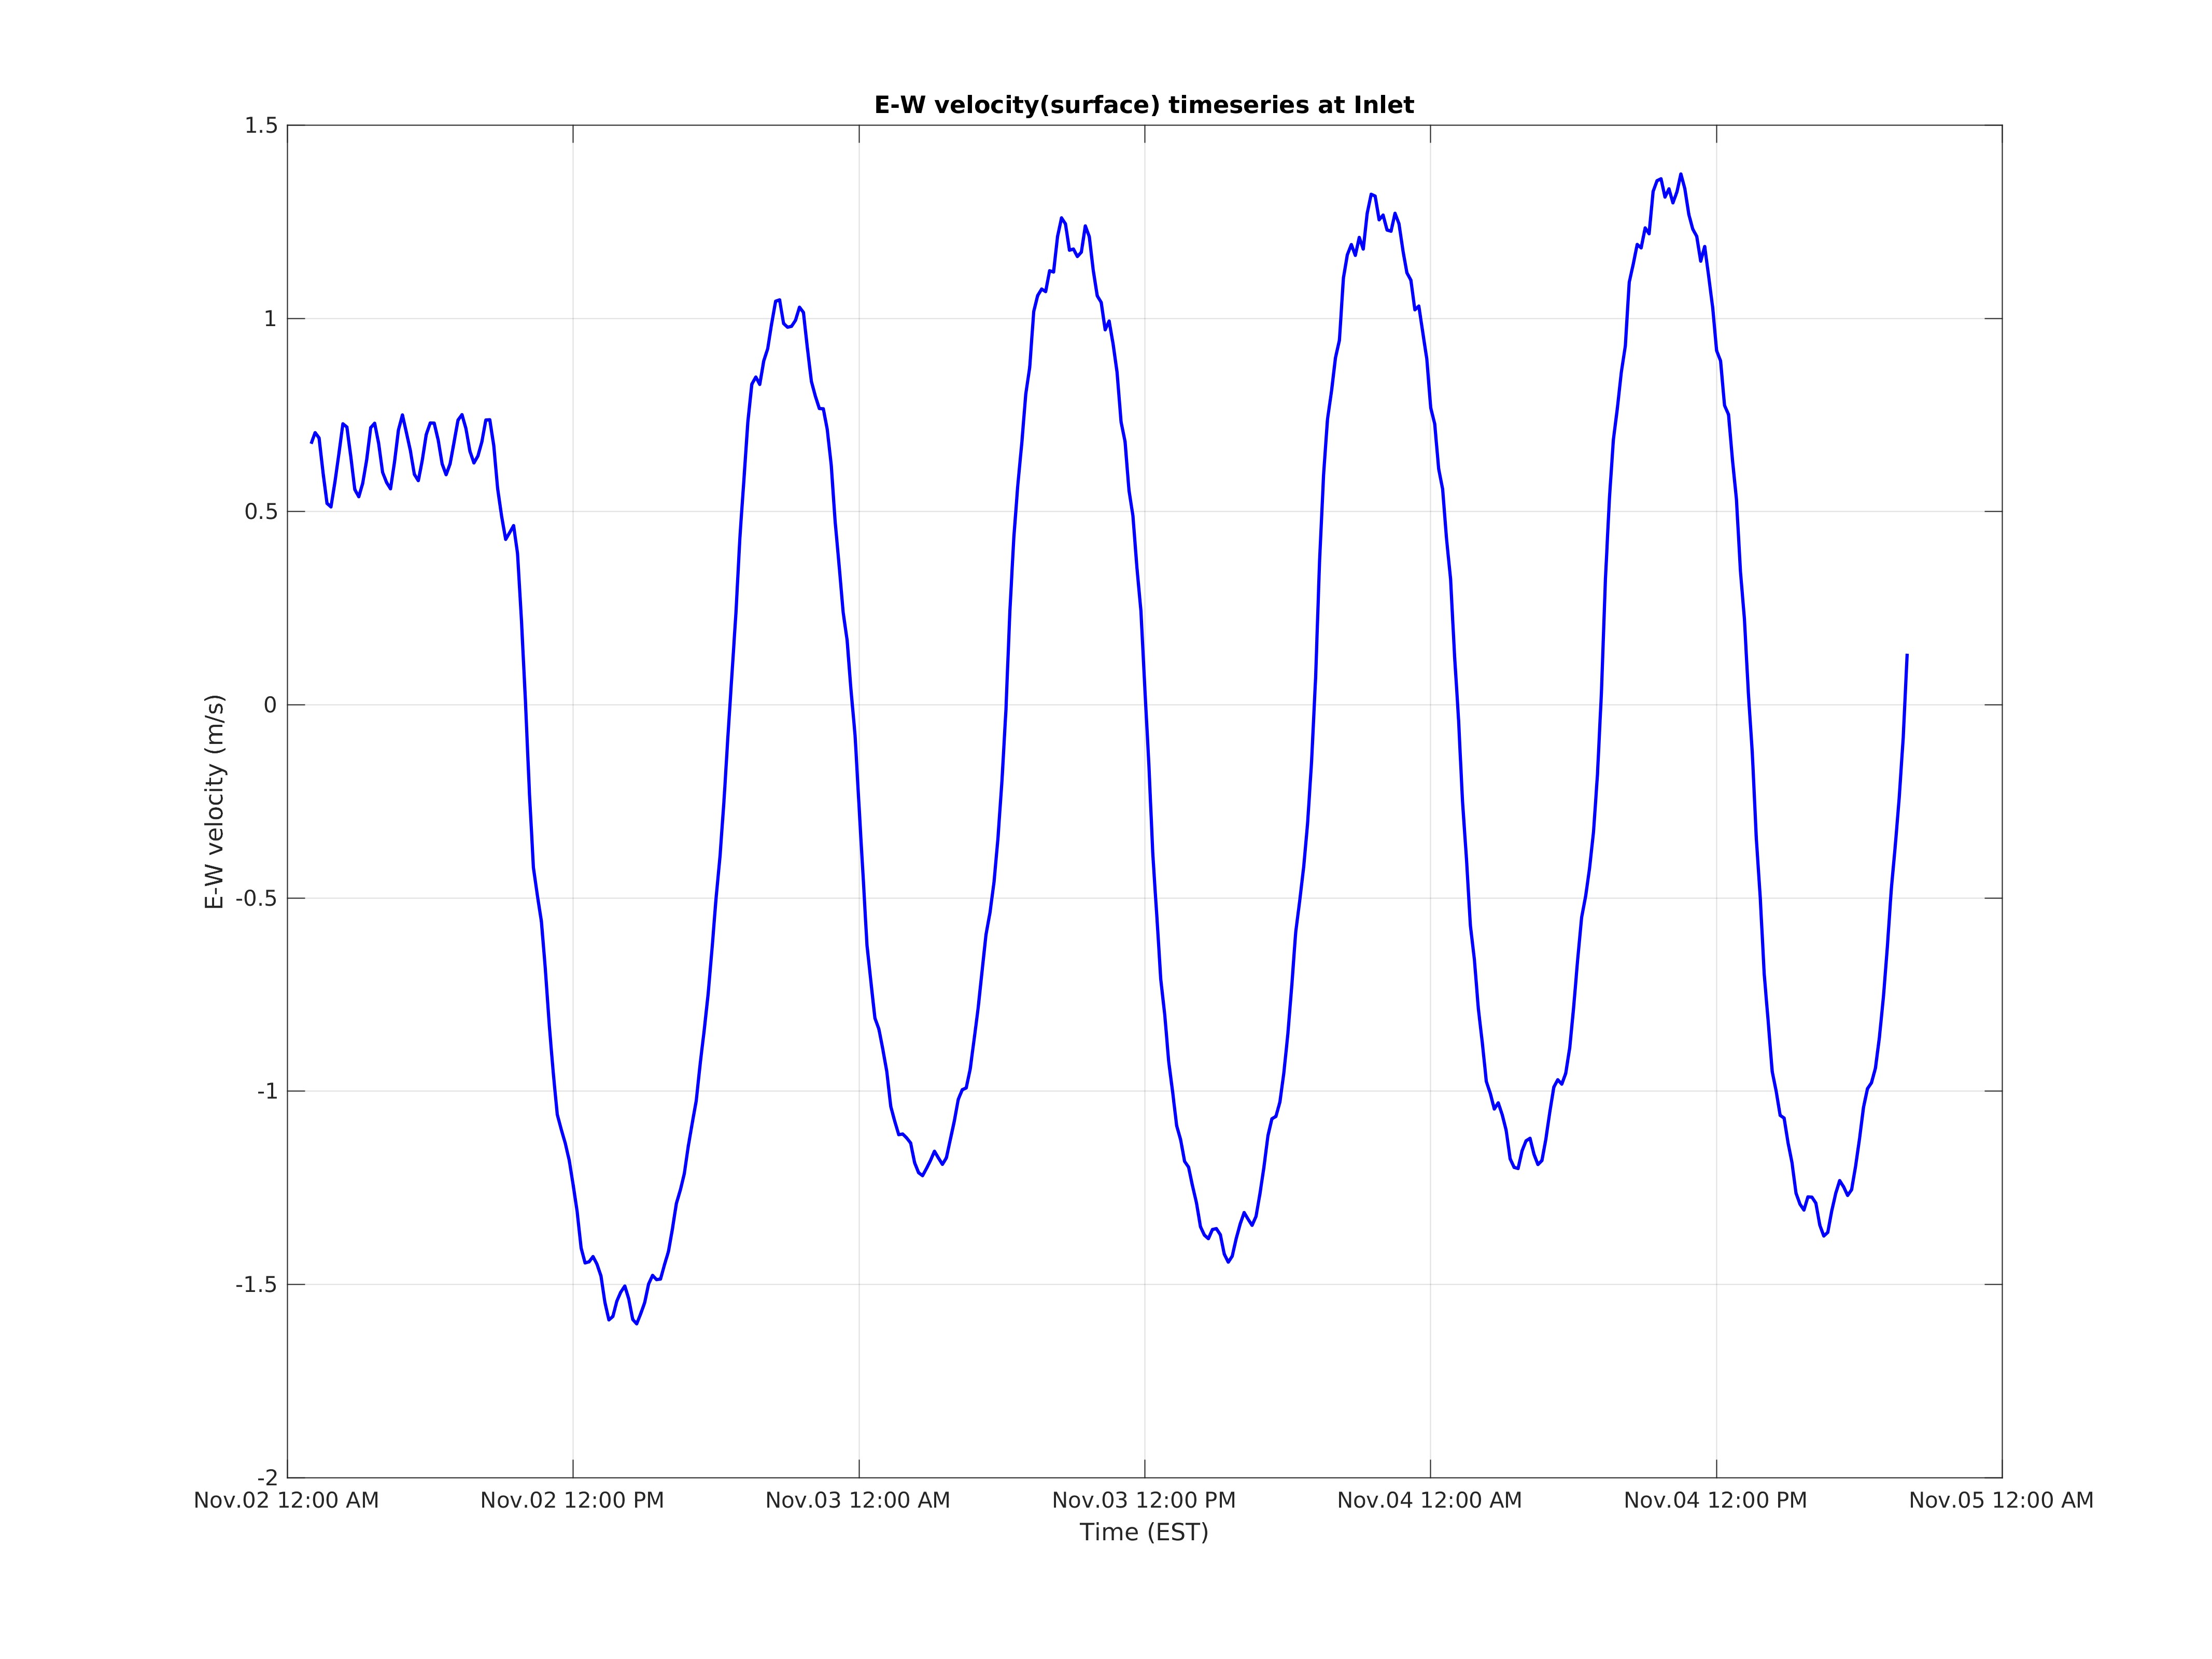 E-W velocity(surface) timeseries at Inlet
1.5
1
0.5
0
-0.5
-1
-1.5
-2
E-W velocity (m/s)
Nov.02 12:00 AM Nov.02 12:00 PM Nov.03 12:00 AM Nov.03 12:00 PM Nov.04 12:00 AM Nov.04 12:00 PM Nov.05 12:00 AM
Time (EST)